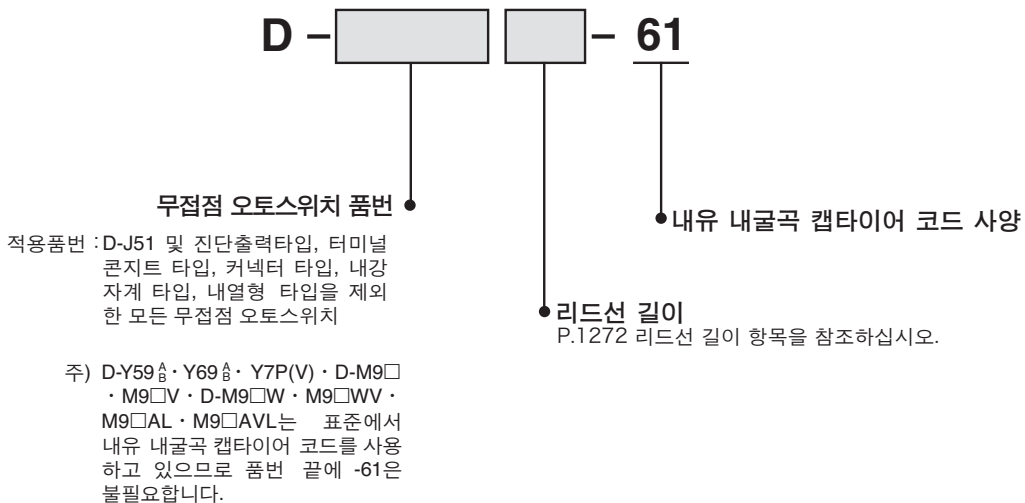 D – – 61
무접점 오토스위치 품번
적용품번 : D-J51 및 진단출력타입, 터미널
콘지트 타입, 커넥터 타입, 내강
자계 타입, 내열형 타입을 제외
한 모든 무접점 오토스위치
주) D-Y59 A B · Y69 A B · Y7P(V) · D-M9□
· M9□V · D-M9□W · M9□WV ·
M9□AL · M9□AVL는 표준에서
내유 내굴곡 캡타이어 코드를 사용
하고 있으므로 품번 끝에 -61은
불필요합니다.
내유 내굴곡 캡타이어 코드 사양
리드선 길이
P.1272 리드선 길이 항목을 참조하십시오.